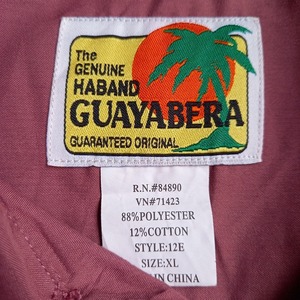 The
GENUINE
HABAND
GUAYABERA
GUARANTEED ORIGINAL
R.N.#84890
VN#71423
88%POLYESTER
12%COTTON
STYLE:12E
SIZE:XL
IN CHINA